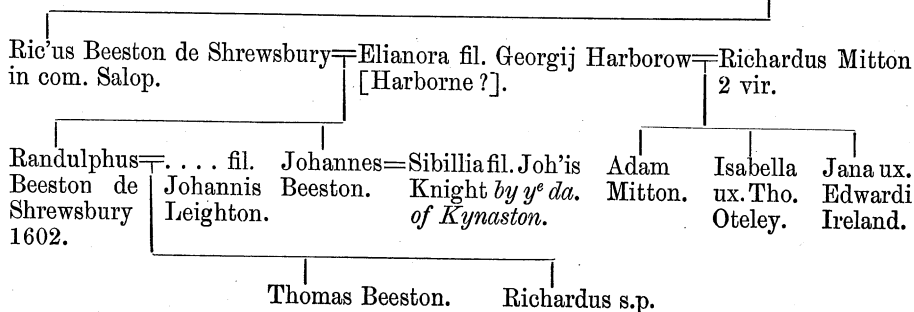 Ric'us Beeston de Shrewsbury=Elianora fil. Georgij Harborow=Richardus Mitton
in com. Salop.
[Harborne?].
2 vir.
Randulphus=. . . . fil.
Beeston de
Shrewsbury
1602.
Johannis
Leighton.
Johannes=Sibillia fil. Joh'is
Beeston.
Knight by yᵉ da.
of Kynaston.
Adam
Mitton.
Isabella
ux. Tho.
Oteley.
Jana ux.
Edwardi
Ireland.
Thomas Beeston.
Richardus s.p.